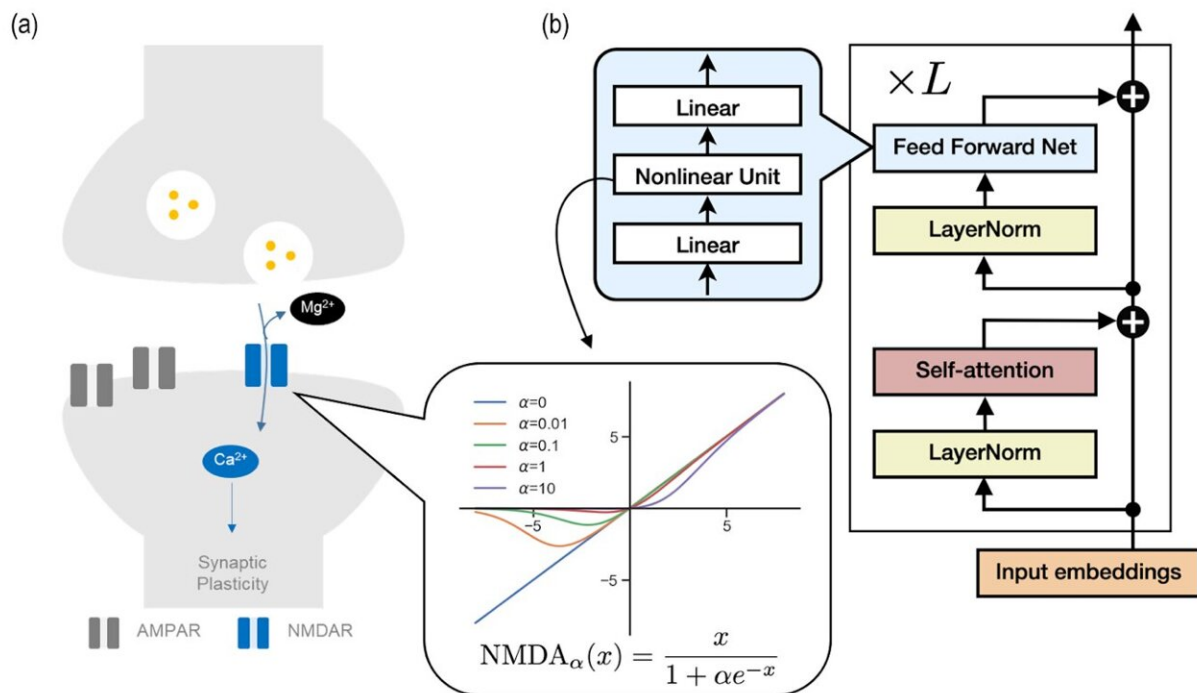 (a)
Mg²⁺
Ca²⁺
Synaptic
Plasticity
AMPAR
NMDAR
(b)
Linear
Nonlinear Unit
Linear
× L
Feed Forward Net
LayerNorm
Self-attention
LayerNorm
Input embeddings
α=0
α=0.01
α=0.1
α=1
α=10
5
−5
5
−5
NMDA_α(x) = x / (1 + αe^{−x})